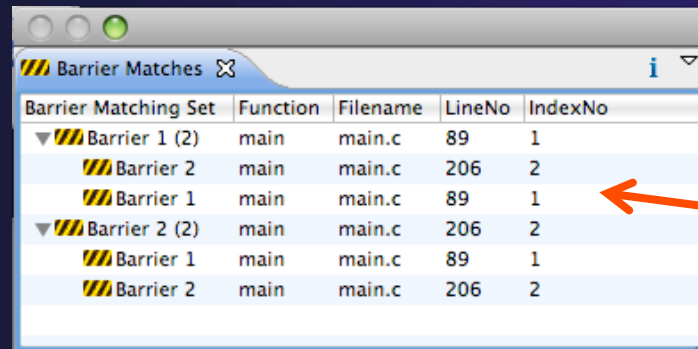 Barrier Matches
i
Barrier Matching Set Function Filename LineNo IndexNo
Barrier 1 (2) main main.c 89 1
Barrier 2 main main.c 206 2
Barrier 1 main main.c 89 1
Barrier 2 (2) main main.c 206 2
Barrier 1 main main.c 89 1
Barrier 2 main main.c 206 2